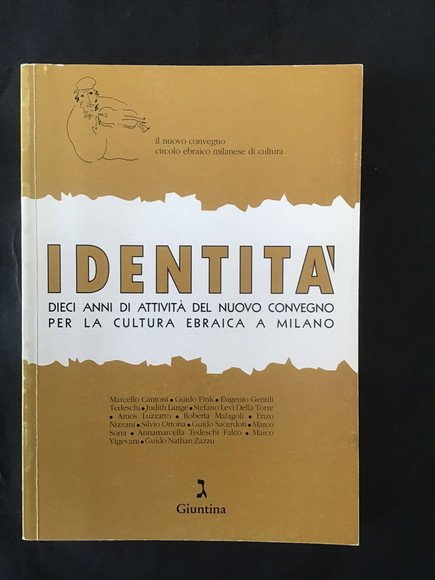 il nuovo convegno
circolo ebraico milanese di cultura
IDENTITA'
DIECI ANNI DI ATTIVITÀ DEL NUOVO CONVEGNO
PER LA CULTURA EBRAICA A MILANO
Marcello Cantoni • Guido Fink • Eugenio Gentili
Tedeschi • Judith Lange • Stefano Levi Della Torre
• Amos Luzzatto • Roberta Malagoli • Enzo
Nizzani • Silvio Ortona • Guido Sacerdoti • Marco
Soria • Annamarcella Tedeschi Falco • Marco
Vigevani • Guido Nathan Zazzu
ג
Giuntina